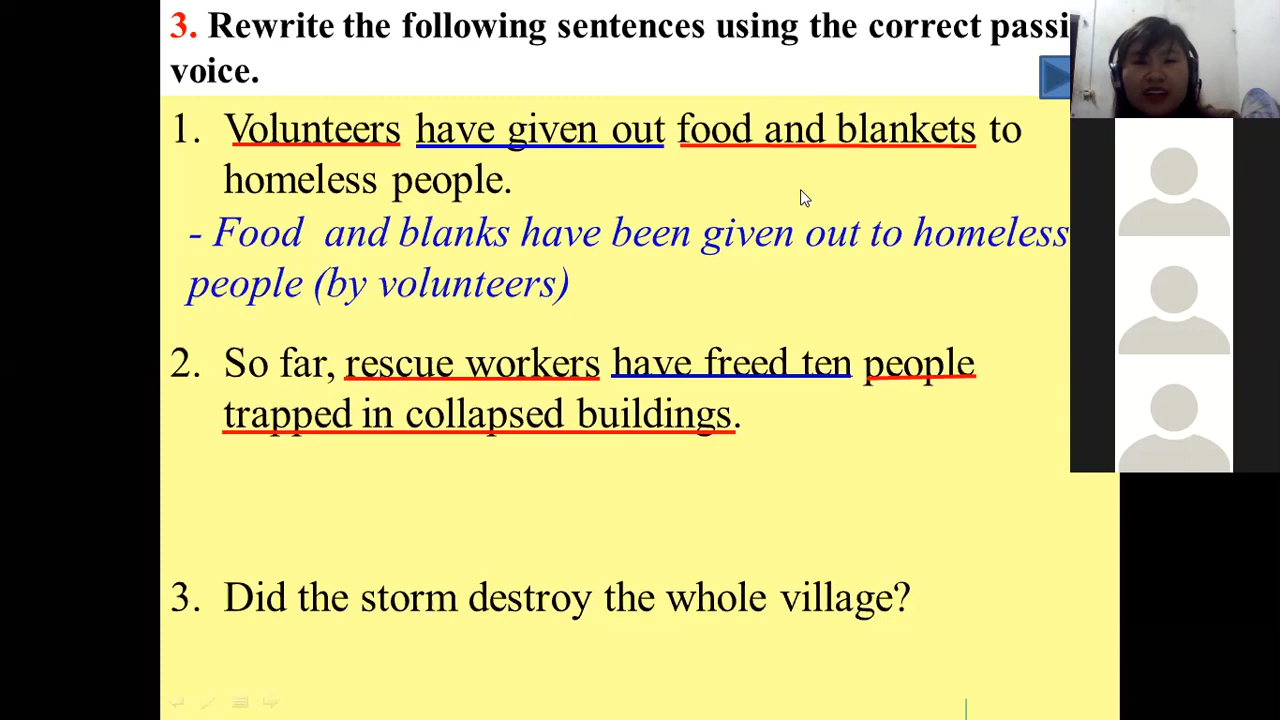 3. Rewrite the following sentences using the correct passi
voice.
1. Volunteers have given out food and blankets to
homeless people.
- Food and blanks have been given out to homeless
people (by volunteers)
2. So far, rescue workers have freed ten people
trapped in collapsed buildings.
3. Did the storm destroy the whole village?